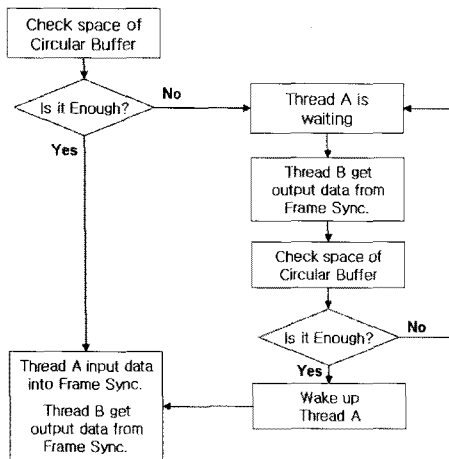 Check space of
Circular Buffer
Is it Enough?
No
Yes
Thread A is
waiting
Thread B get
output data from
Frame Sync.
Check space of
Circular Buffer
Is it Enough?
No
Yes
Wake up
Thread A
Thread A input data
into Frame Sync.
Thread B get
output data from
Frame Sync.